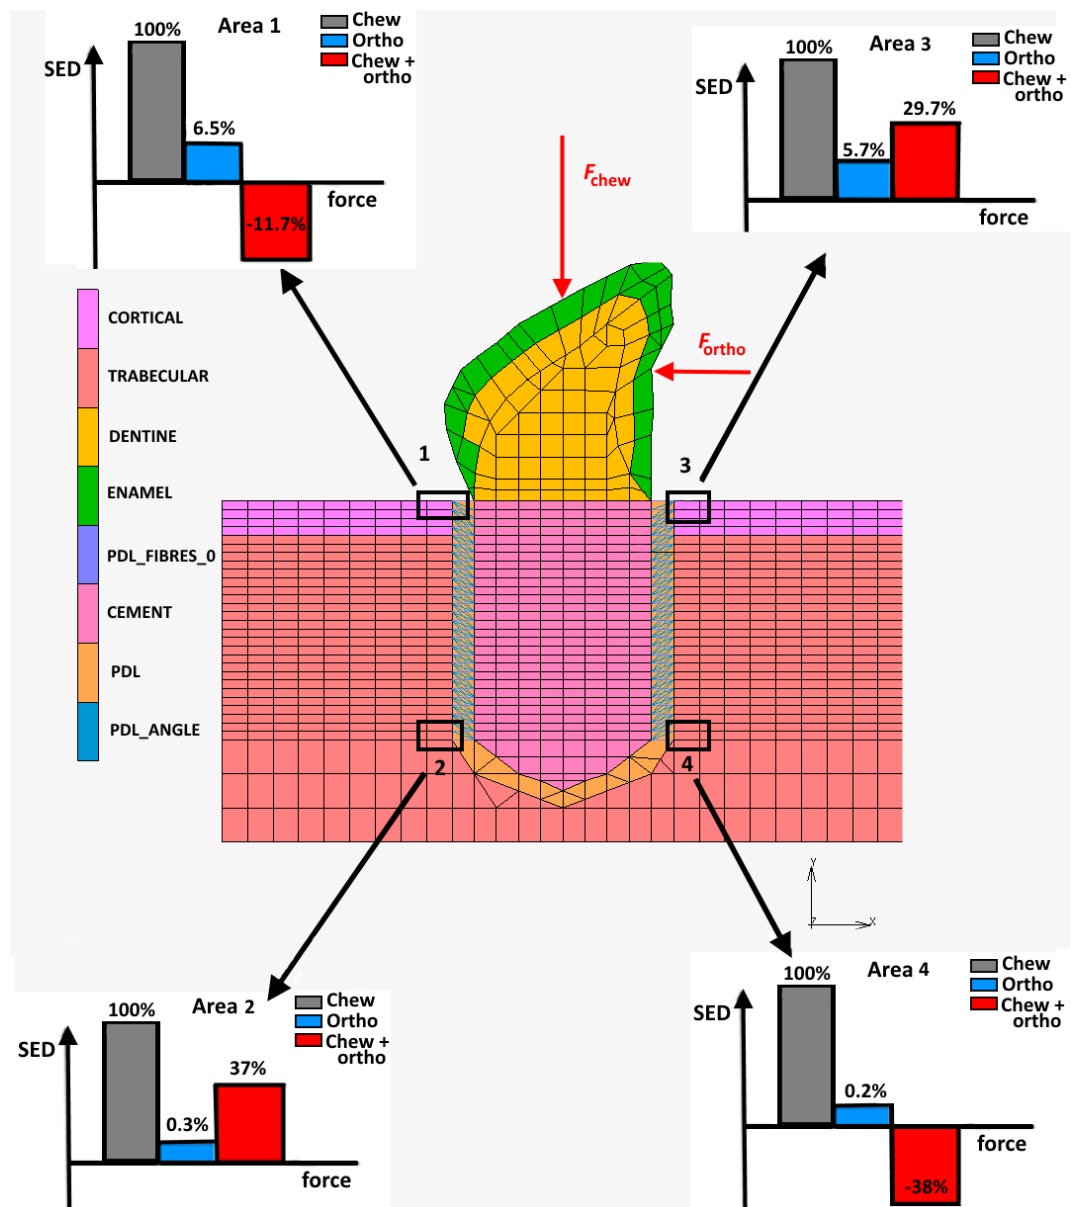 100%
Area 1
Chew
Ortho
Chew +
ortho
SED
6.5%
-11.7%
force
100%
Area 3
Chew
Ortho
Chew +
ortho
SED
5.7%
29.7%
force
Fchew
Fortho
CORTICAL
TRABECULAR
DENTINE
ENAMEL
PDL_FIBRES_0
CEMENT
PDL
PDL_ANGLE
1
3
2
4
Y
Z
X
100%
Area 2
Chew
Ortho
Chew +
ortho
SED
0.3%
37%
force
100%
Area 4
Chew
Ortho
Chew +
ortho
SED
0.2%
-38%
force